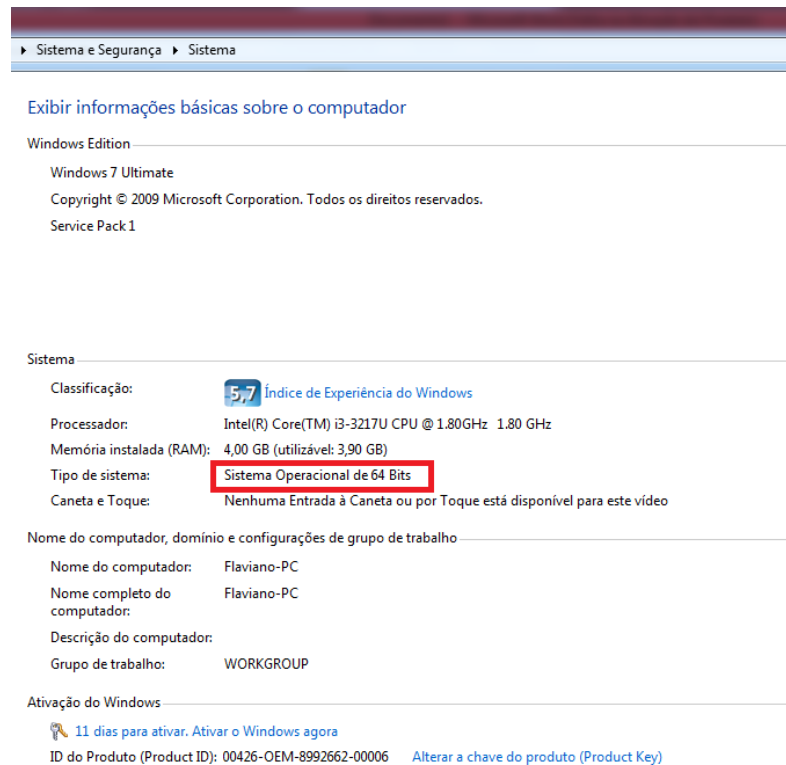 Sistema e Segurança ▸ Sistema
Exibir informações básicas sobre o computador
Windows Edition
Windows 7 Ultimate
Copyright © 2009 Microsoft Corporation. Todos os direitos reservados.
Service Pack 1
Sistema
Classificação: 5,7 Índice de Experiência do Windows
Processador: Intel(R) Core(TM) i3-3217U CPU @ 1.80GHz 1.80 GHz
Memória instalada (RAM): 4,00 GB (utilizável: 3,90 GB)
Tipo de sistema: Sistema Operacional de 64 Bits
Caneta e Toque: Nenhuma Entrada à Caneta ou por Toque está disponível para este vídeo
Nome do computador, domínio e configurações de grupo de trabalho
Nome do computador: Flaviano-PC
Nome completo do Flaviano-PC
computador:
Descrição do computador:
Grupo de trabalho: WORKGROUP
Ativação do Windows
11 dias para ativar. Ativar o Windows agora
ID do Produto (Product ID): 00426-OEM-8992662-00006 Alterar a chave do produto (Product Key)